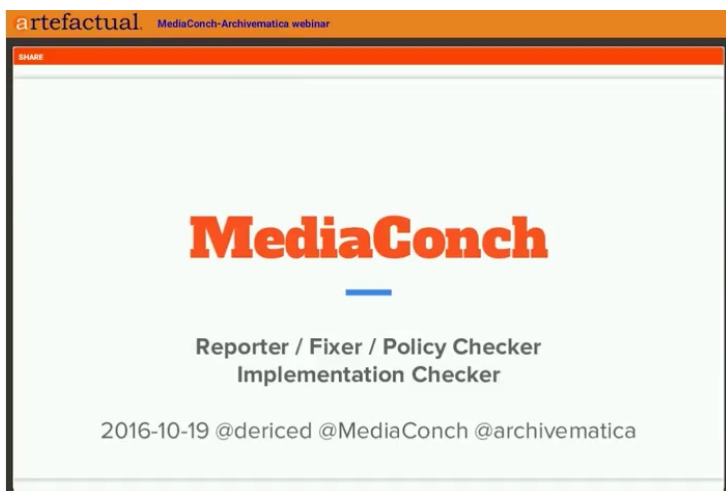 artefactual. MediaConch-Archivematica webinar
SHARE
MediaConch
Reporter / Fixer / Policy Checker
Implementation Checker
2016-10-19 @dericed @MediaConch @archivematica